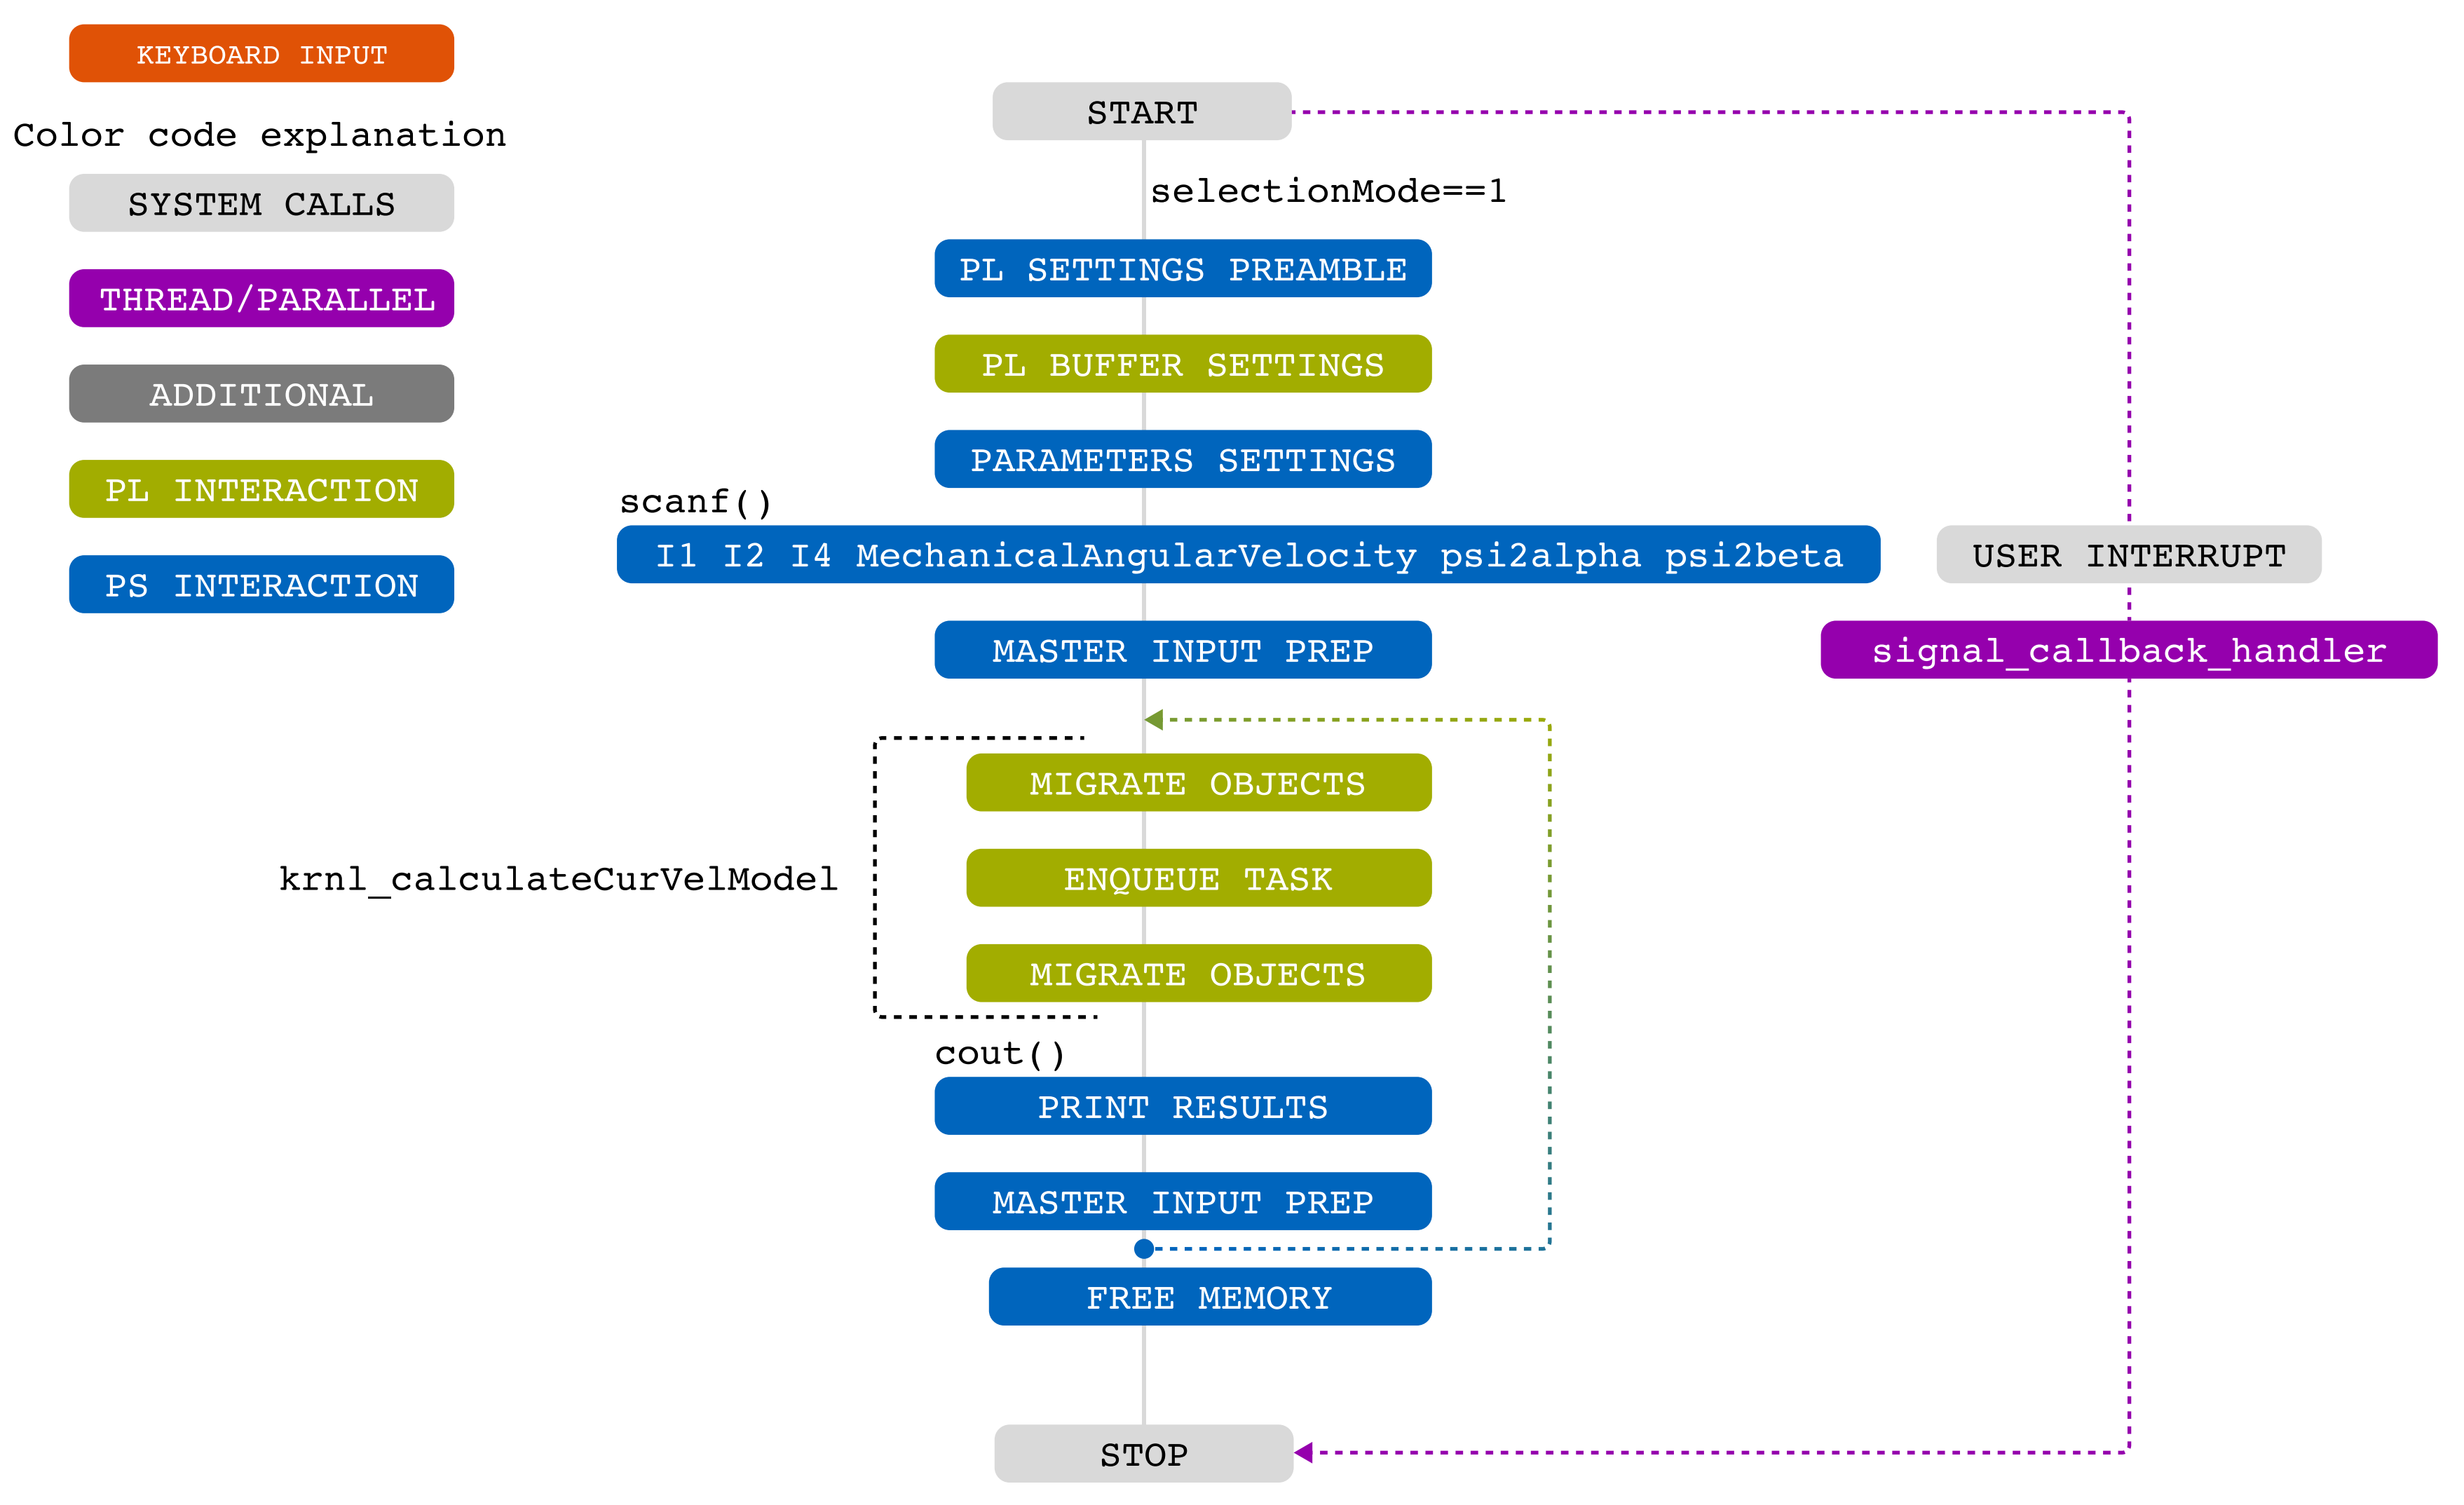 KEYBOARD INPUT
Color code explanation
SYSTEM CALLS
THREAD/PARALLEL
ADDITIONAL
PL INTERACTION
PS INTERACTION
START
selectionMode==1
PL SETTINGS PREAMBLE
PL BUFFER SETTINGS
PARAMETERS SETTINGS
scanf()
I1 I2 I4 MechanicalAngularVelocity psi2alpha psi2beta
MASTER INPUT PREP
MIGRATE OBJECTS
krnl_calculateCurVelModel
ENQUEUE TASK
MIGRATE OBJECTS
cout()
PRINT RESULTS
MASTER INPUT PREP
FREE MEMORY
STOP
USER INTERRUPT
signal_callback_handler